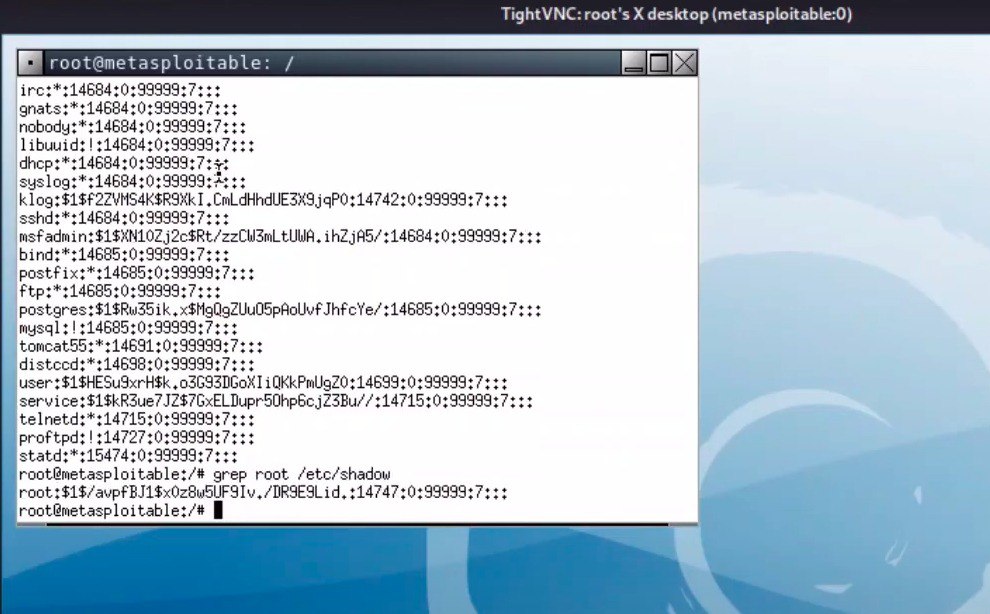 TightVNC: root's X desktop (metasploitable:0)
root@metasploitable: /
irc:*:14684:0:99999:7:::
gnats:*:14684:0:99999:7:::
nobody:*:14684:0:99999:7:::
libuuid:!:14684:0:99999:7:::
dhcp:*:14684:0:99999:7:::
syslog:*:14684:0:99999:7:::
klog:$1$f2ZVMS4K$R9XkI.CmLdHhdUE3X9jqP0:14742:0:99999:7:::
sshd:*:14684:0:99999:7:::
msfadmin:$1$XN10Zj2c$Rt/zzCW3mLtUWA.ihZjA5/:14684:0:99999:7:::
bind:*:14685:0:99999:7:::
postfix:*:14685:0:99999:7:::
ftp:*:14685:0:99999:7:::
postgres:$1$Rw35ik.x$MgQgZUuO5pAoUvfJhfcYe/:14685:0:99999:7:::
mysql:!:14685:0:99999:7:::
tomcat55:*:14691:0:99999:7:::
distccd:*:14698:0:99999:7:::
user:$1$HESu9xrH$k.o3G93DGoXIiQKkPmUgZ0:14699:0:99999:7:::
service:$1$kR3ue7JZ$7GxELDupr5Ohp6cjZ3Bu//:14715:0:99999:7:::
telnetd:*:14715:0:99999:7:::
proftpd:!:14727:0:99999:7:::
statd:*:15474:0:99999:7:::
root@metasploitable:/# grep root /etc/shadow
root:$1$/avpfBJ1$x0z8w5UF9Iv./DR9E9Lid.:14747:0:99999:7:::
root@metasploitable:/#